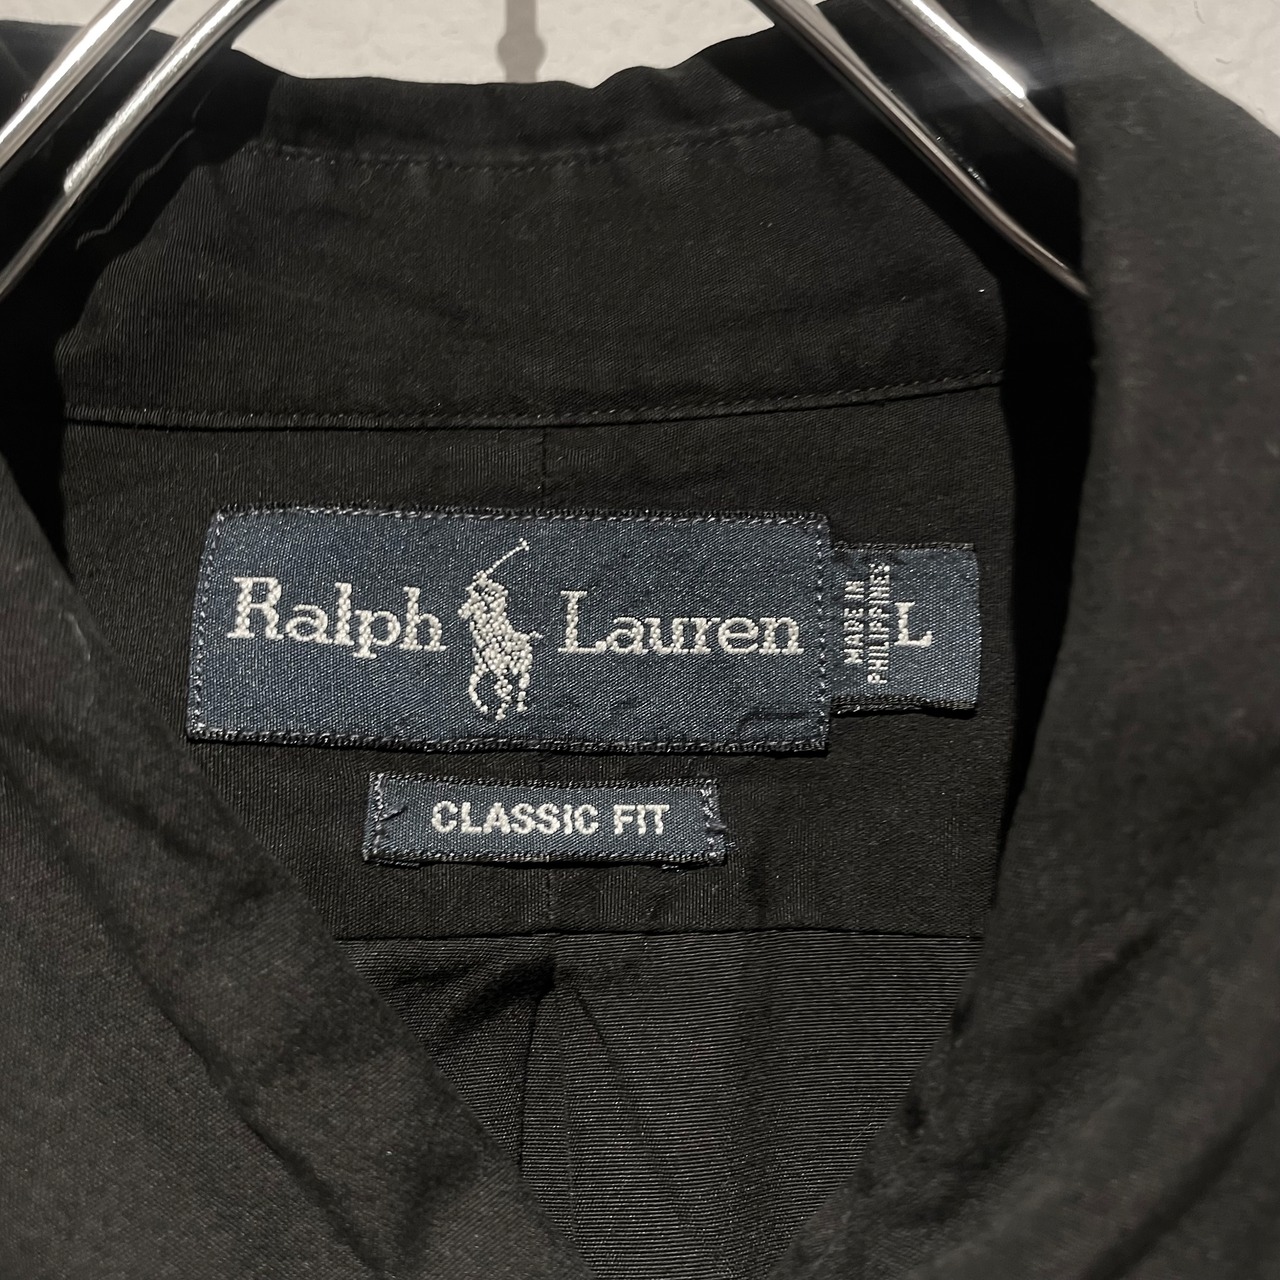 Ralph Lauren
MADE IN
PHILIPPINES
L
CLASSIC FIT